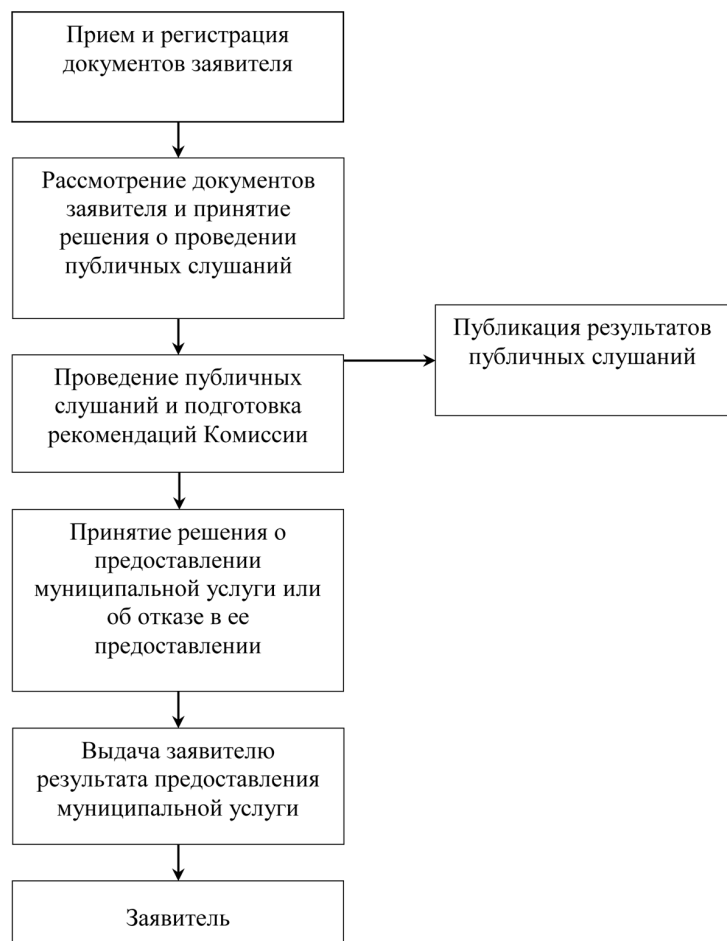 Прием и регистрация
документов заявителя
Рассмотрение документов
заявителя и принятие
решения о проведении
публичных слушаний
Публикация результатов
публичных слушаний
Проведение публичных
слушаний и подготовка
рекомендаций Комиссии
Принятие решения о
предоставлении
муниципальной услуги или
об отказе в ее
предоставлении
Выдача заявителю
результата предоставления
муниципальной услуги
Заявитель